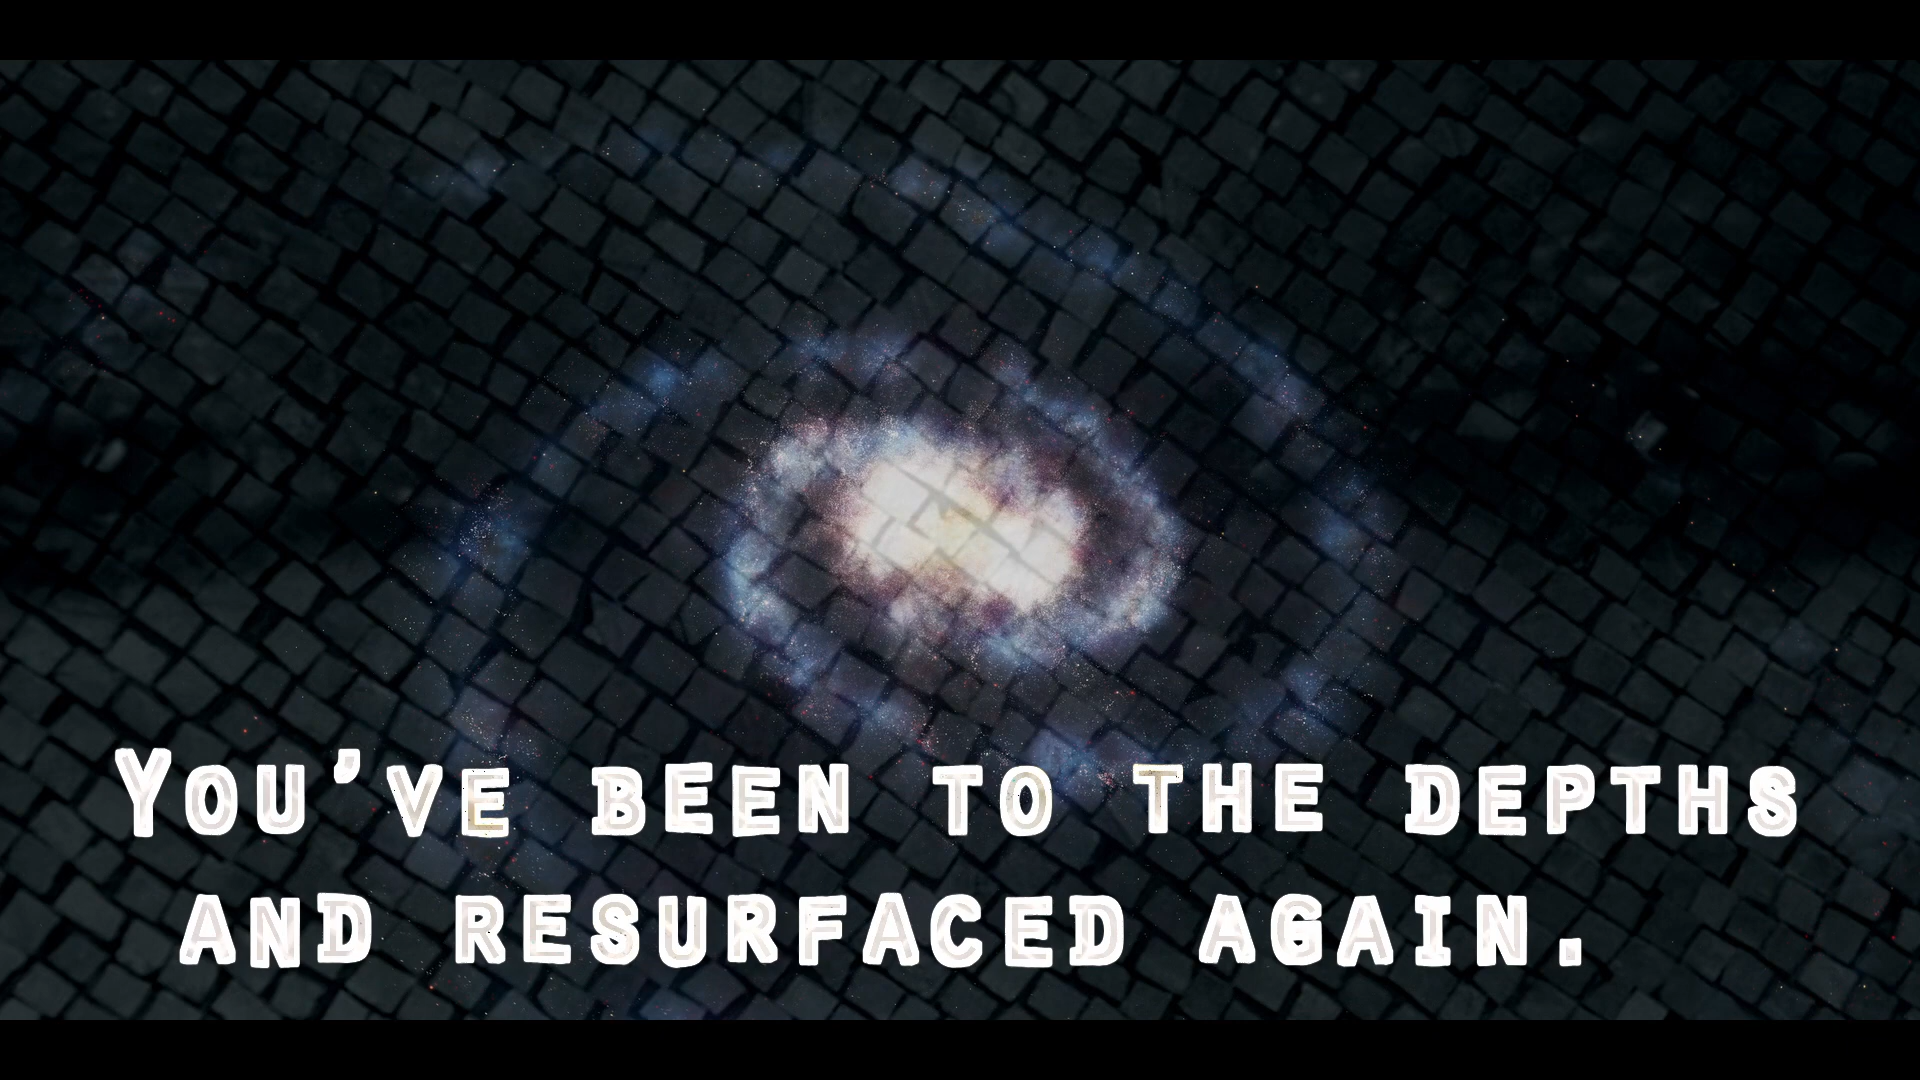 You’ve been to the depths
and resurfaced again.